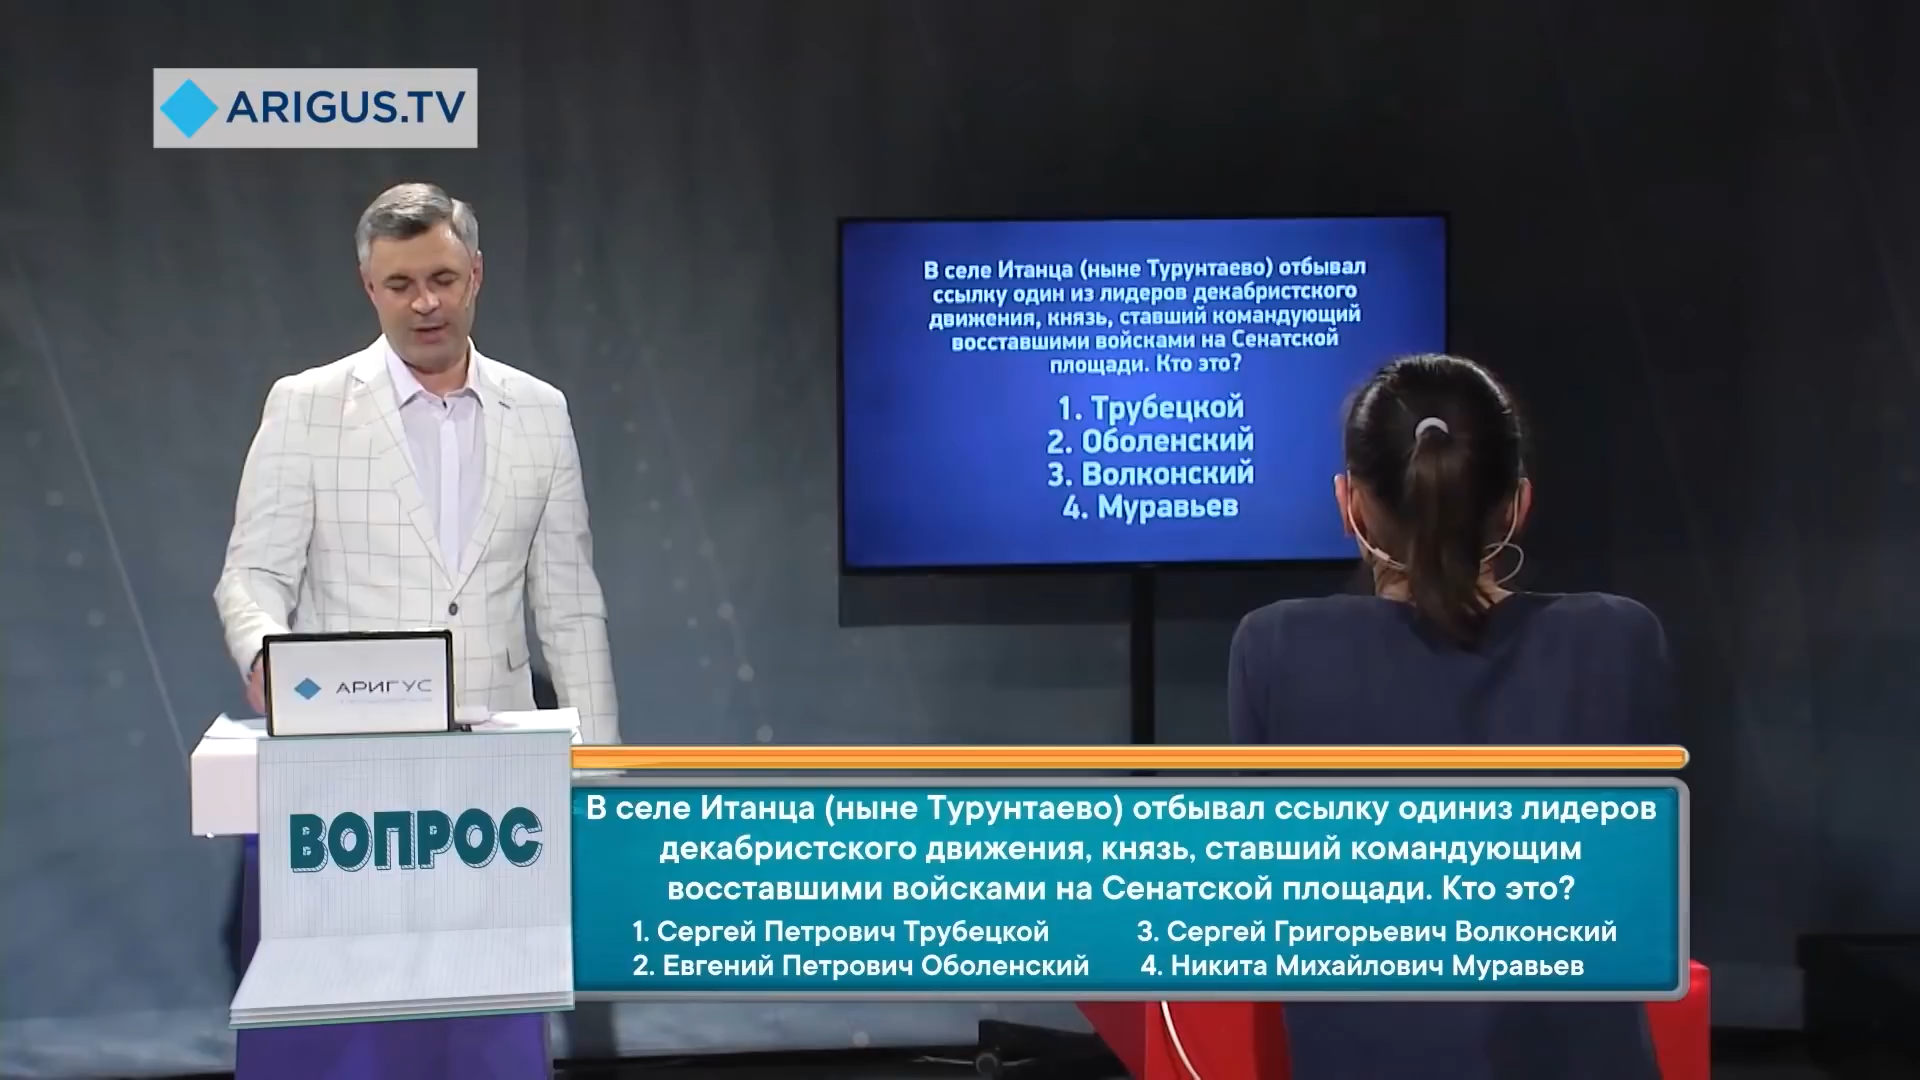 ARIGUS.TV
В селе Итанца (ныне Турунтаево) отбывал
ссылку один из лидеров декабристского
движения, князь, ставший командующий
восставшими войсками на Сенатской
площади. Кто это?
1. Трубецкой
2. Оболенский
3. Волконский
4. Муравьев
АРИГУС
ВОПРОС
В селе Итанца (ныне Турунтаево) отбывал ссылку одиниз лидеров
декабристского движения, князь, ставший командующим
восставшими войсками на Сенатской площади. Кто это?
1. Сергей Петрович Трубецкой
2. Евгений Петрович Оболенский
3. Сергей Григорьевич Волконский
4. Никита Михайлович Муравьев